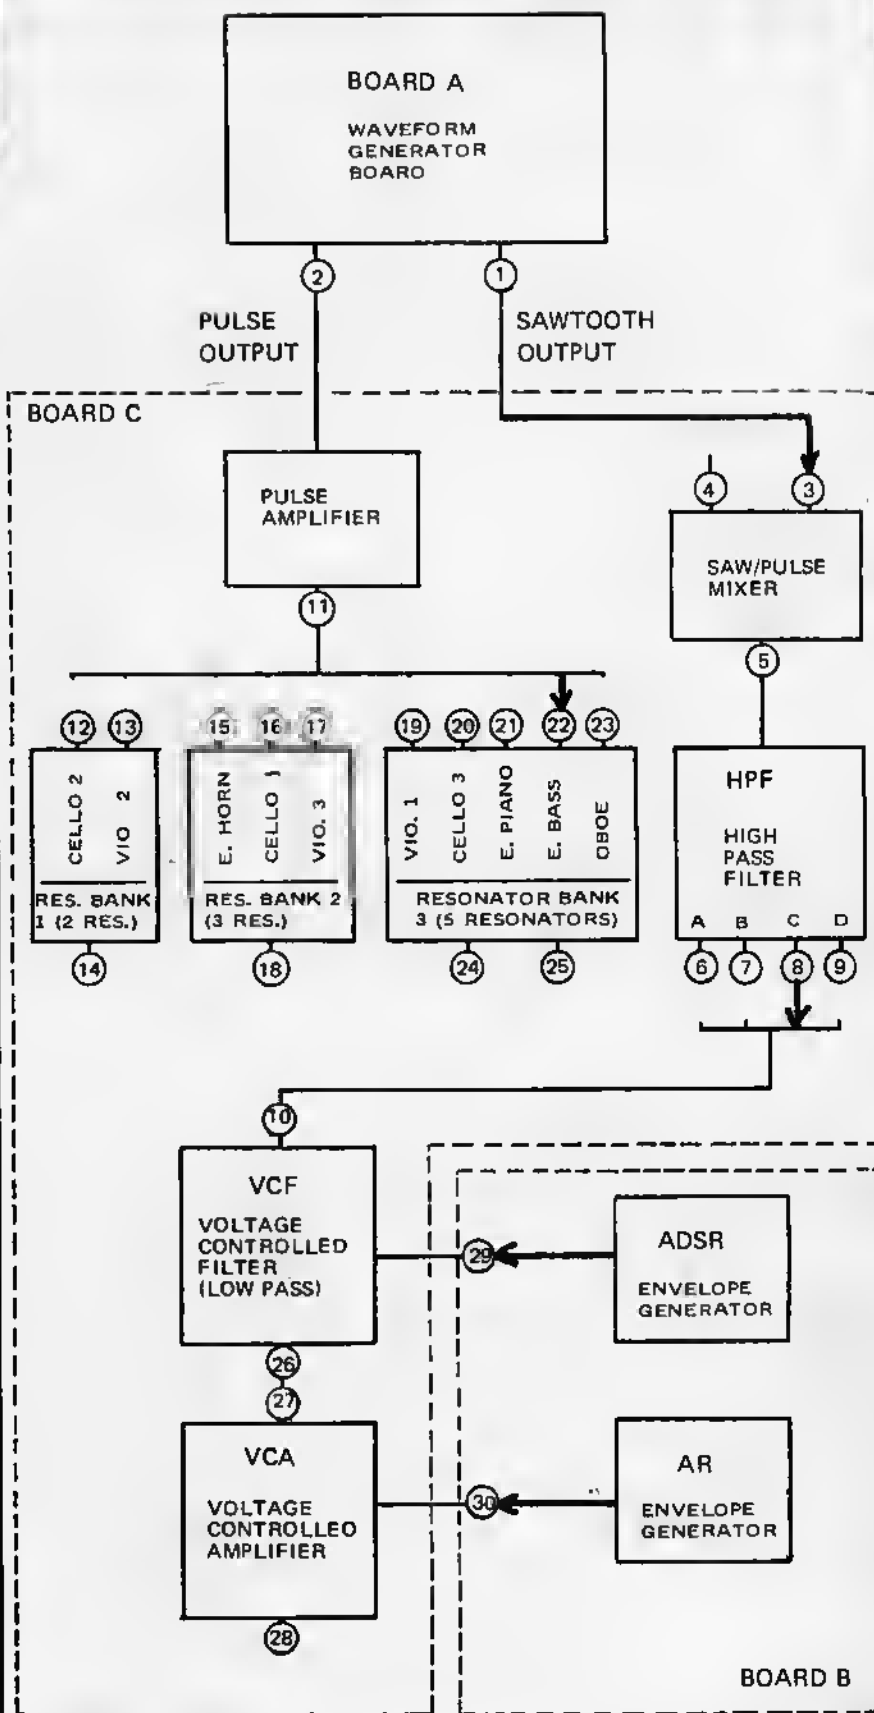 BOARD A
WAVEFORM
GENERATOR
BOARO
2
1
PULSE
OUTPUT
SAWTOOTH
OUTPUT
BOARD C
PULSE
AMPLIFIER
4
3
SAW/PULSE
MIXER
11
5
12
13
15
16
17
19
20
21
22
23
CELLO 2
VIO 2
E. HORN
CELLO 1
VIO. 3
VIO. 1
CELLO 3
E. PIANO
E. BASS
OBOE
RES. BANK
1 (2 RES.)
RES. BANK 2
(3 RES.)
RESONATOR BANK
3 (5 RESONATORS)
HPF
HIGH
PASS
FILTER
A B C D
14
18
24
25
6
7
8
9
10
VCF
VOLTAGE
CONTROLLED
FILTER
(LOW PASS)
29
ADSR
ENVELOPE
GENERATOR
26
27
VCA
VOLTAGE
CONTROLLEO
AMPLIFIER
30
AR
ENVELOPE
GENERATOR
28
BOARD B